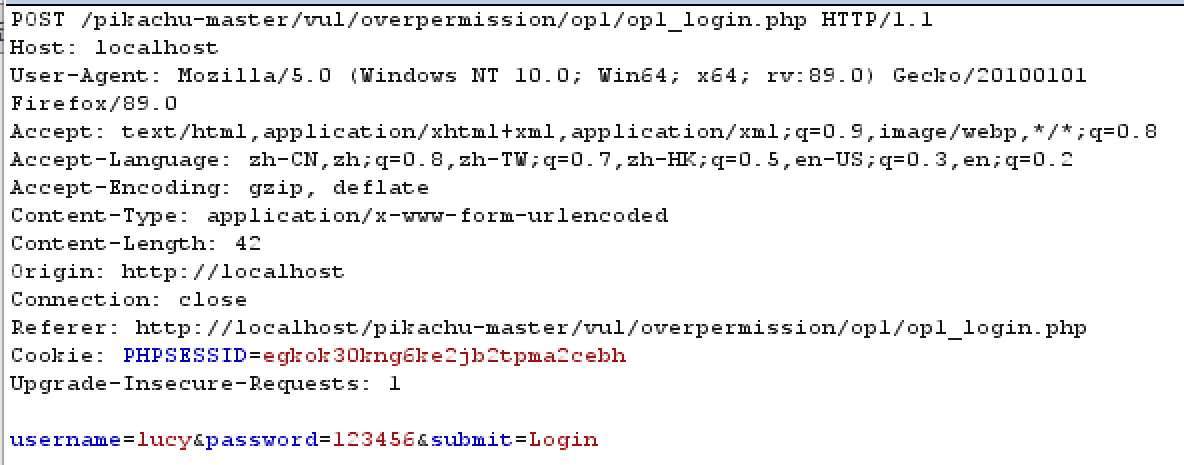 POST /pikachu-master/vul/overpermission/op1/op1_login.php HTTP/1.1
Host: localhost
User-Agent: Mozilla/5.0 (Windows NT 10.0; Win64; x64; rv:89.0) Gecko/20100101
Firefox/89.0
Accept: text/html,application/xhtml+xml,application/xml;q=0.9,image/webp,*/*;q=0.8
Accept-Language: zh-CN,zh;q=0.8,zh-TW;q=0.7,zh-HK;q=0.5,en-US;q=0.3,en;q=0.2
Accept-Encoding: gzip, deflate
Content-Type: application/x-www-form-urlencoded
Content-Length: 42
Origin: http://localhost
Connection: close
Referer: http://localhost/pikachu-master/vul/overpermission/op1/op1_login.php
Cookie: PHPSESSID=egkok30kng6ke2jb2tpma2cebh
Upgrade-Insecure-Requests: 1
username=lucy&password=123456&submit=Login